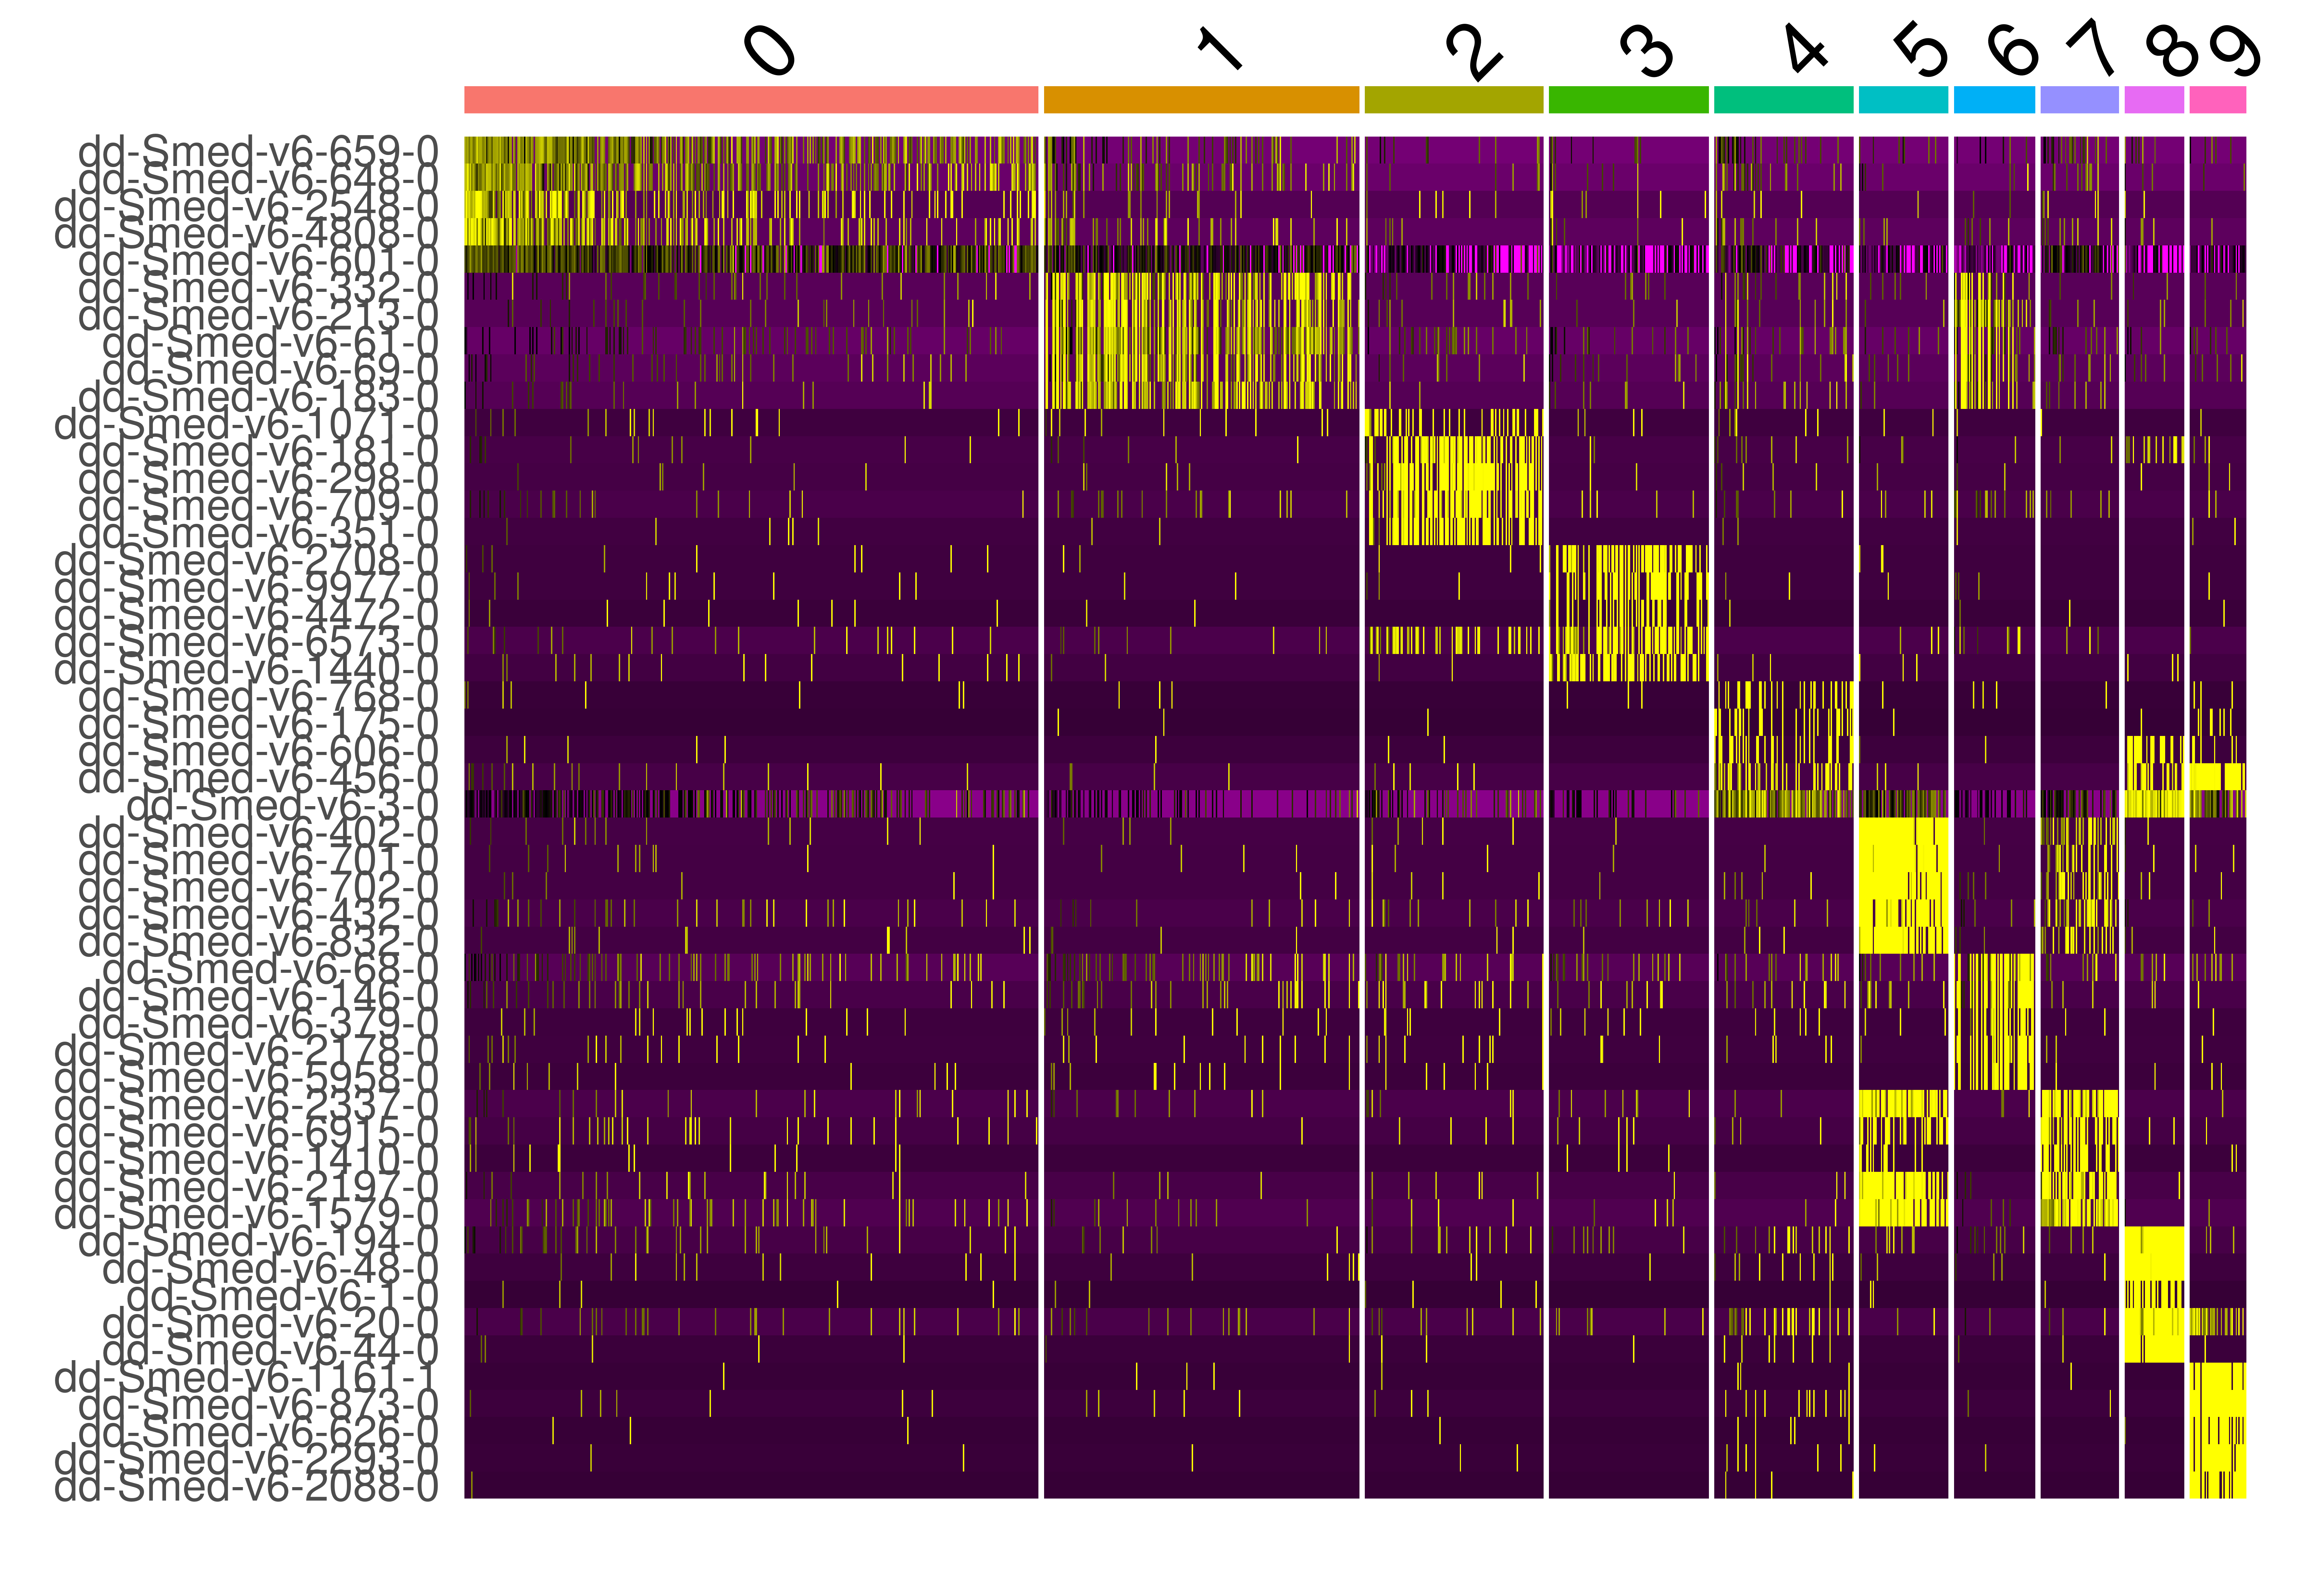 0 1 2 3 4 5 6 7 8 9
dd-Smed-v6-659-0
dd-Smed-v6-648-0
dd-Smed-v6-2548-0
dd-Smed-v6-4808-0
dd-Smed-v6-601-0
dd-Smed-v6-332-0
dd-Smed-v6-213-0
dd-Smed-v6-61-0
dd-Smed-v6-69-0
dd-Smed-v6-183-0
dd-Smed-v6-1071-0
dd-Smed-v6-181-0
dd-Smed-v6-298-0
dd-Smed-v6-709-0
dd-Smed-v6-351-0
dd-Smed-v6-2708-0
dd-Smed-v6-9977-0
dd-Smed-v6-4472-0
dd-Smed-v6-6573-0
dd-Smed-v6-1440-0
dd-Smed-v6-768-0
dd-Smed-v6-175-0
dd-Smed-v6-606-0
dd-Smed-v6-456-0
dd-Smed-v6-3-0
dd-Smed-v6-402-0
dd-Smed-v6-701-0
dd-Smed-v6-702-0
dd-Smed-v6-432-0
dd-Smed-v6-832-0
dd-Smed-v6-68-0
dd-Smed-v6-146-0
dd-Smed-v6-379-0
dd-Smed-v6-2178-0
dd-Smed-v6-5958-0
dd-Smed-v6-2337-0
dd-Smed-v6-6915-0
dd-Smed-v6-1410-0
dd-Smed-v6-2197-0
dd-Smed-v6-1579-0
dd-Smed-v6-194-0
dd-Smed-v6-48-0
dd-Smed-v6-1-0
dd-Smed-v6-20-0
dd-Smed-v6-44-0
dd-Smed-v6-1161-1
dd-Smed-v6-873-0
dd-Smed-v6-626-0
dd-Smed-v6-2293-0
dd-Smed-v6-2088-0